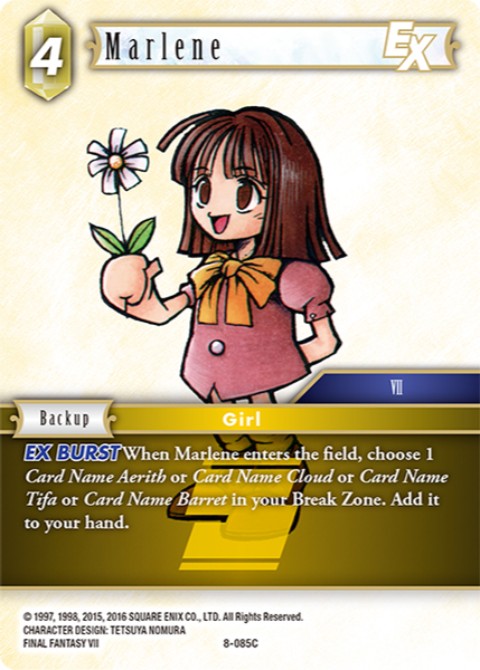 4
Marlene
EX
VII
Backup
Girl
EX BURST When Marlene enters the field, choose 1
Card Name Aerith or Card Name Cloud or Card Name
Tifa or Card Name Barret in your Break Zone. Add it
to your hand.
© 1997, 1998, 2015, 2016 SQUARE ENIX CO., LTD. All Rights Reserved.
CHARACTER DESIGN: TETSUYA NOMURA
FINAL FANTASY VII
8-085C